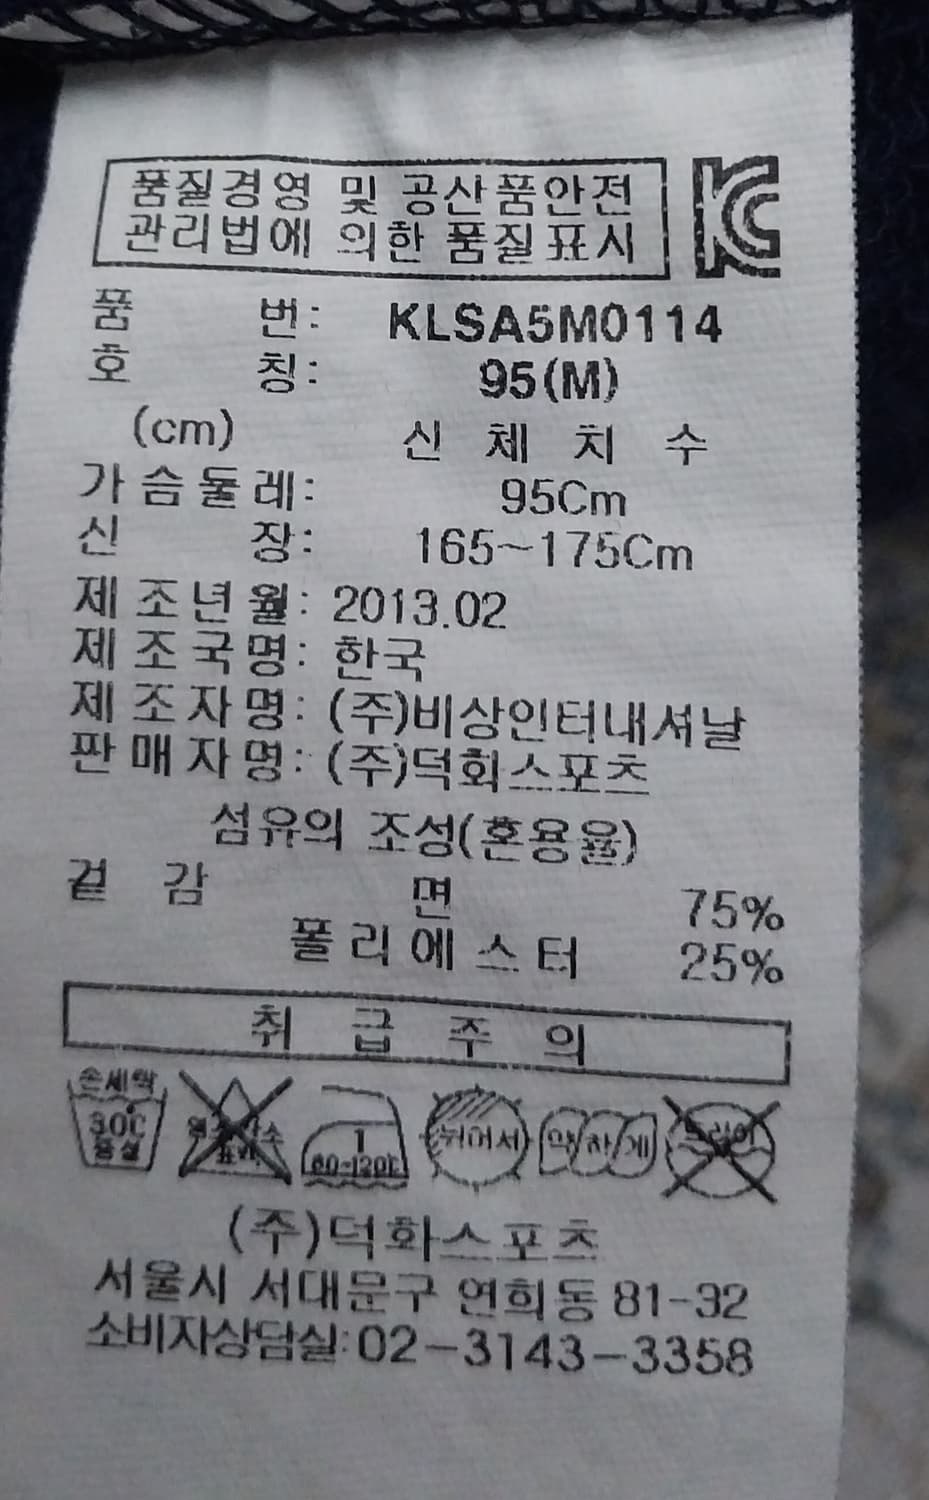 품질경영 및 공산품안전
관리법에 의한 품질표시
KC
품 번: KLSA5M0114
호 칭: 95(M)
(cm) 신 체 치 수
가슴둘레: 95Cm
신 장: 165~175Cm
제조년월: 2013.02
제조국명: 한국
제조자명: (주)비상인터내셔날
판매자명: (주)덕화스포츠
섬유의 조성(혼용율)
겉 감 면 75%
폴리에스터 25%
취 급 주 의
손세탁 뉘어서 약하게
30C 1
중성 80-120℃
(주)덕화스포츠
서울시 서대문구 연희동 81-32
소비자상담실:02-3143-3358